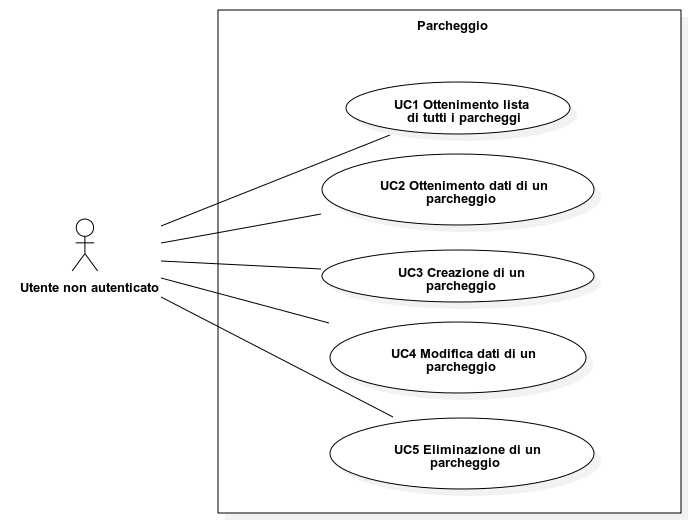 Parcheggio
UC1 Ottenimento lista
di tutti i parcheggi
UC2 Ottenimento dati di un
parcheggio
UC3 Creazione di un
parcheggio
Utente non autenticato
UC4 Modifica dati di un
parcheggio
UC5 Eliminazione di un
parcheggio